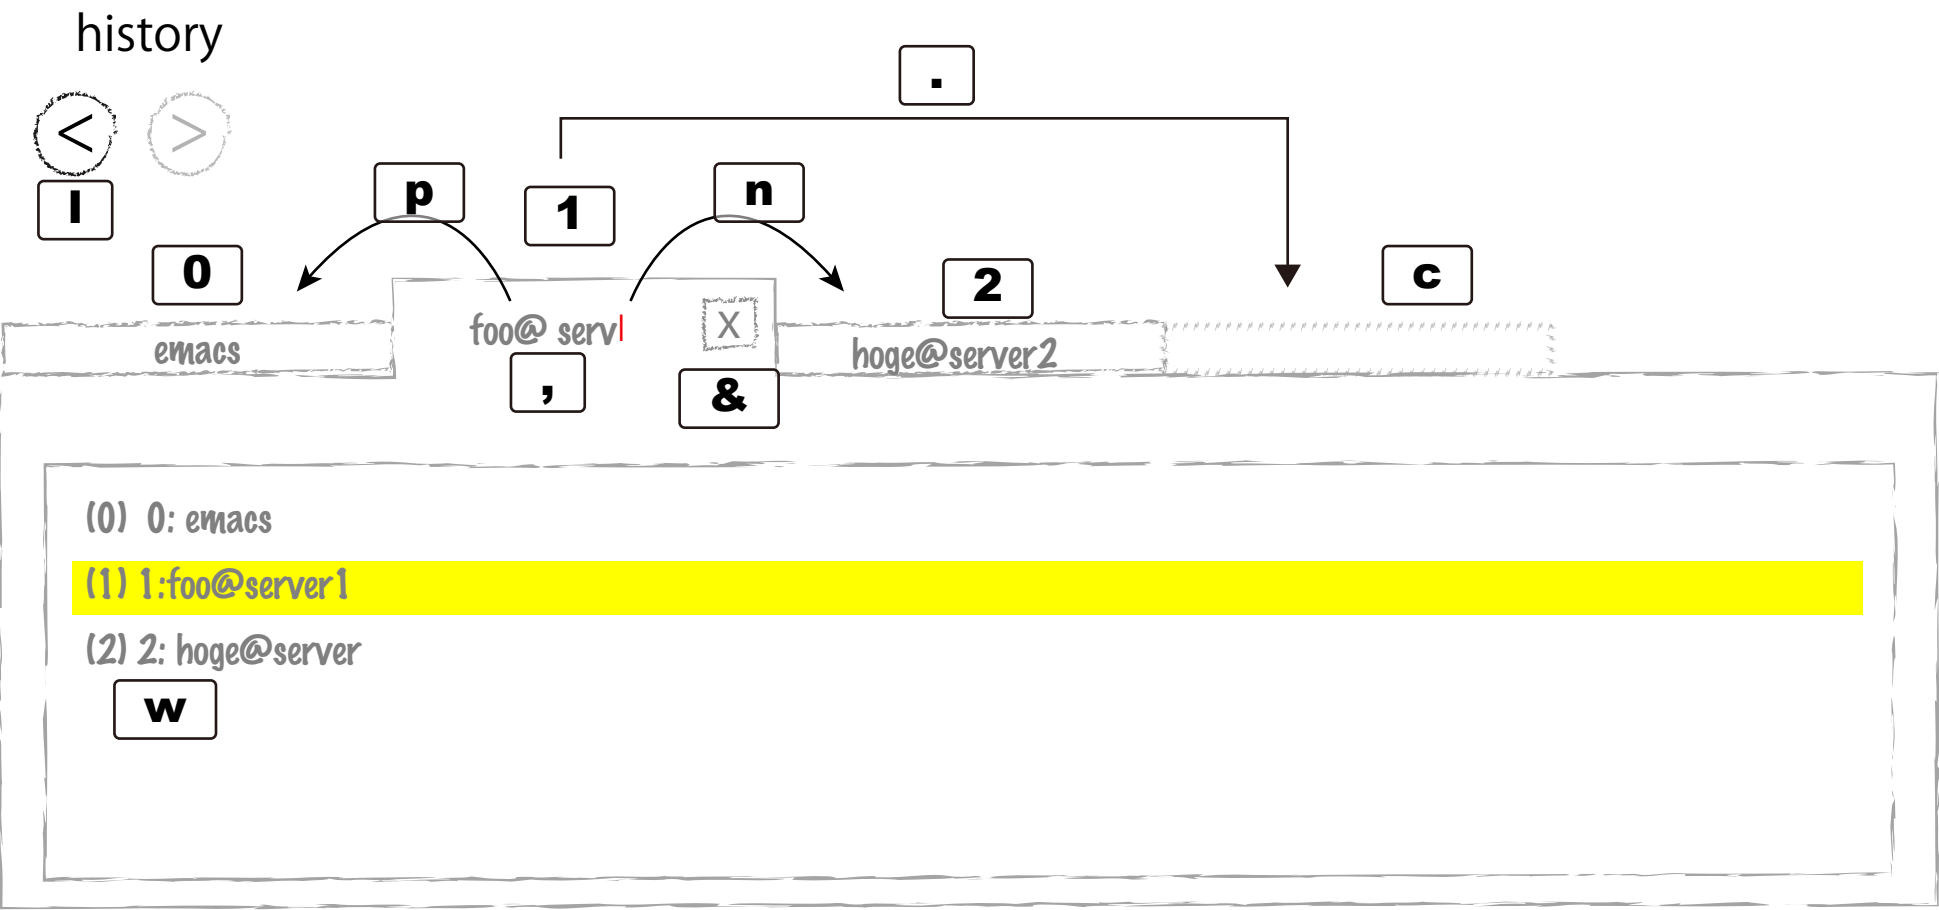 history
.
< >
l
p
1
n
0
2
c
emacs
foo@ serv
X
hoge@server2
,
&
(0) 0: emacs
(1) 1:foo@server1
(2) 2: hoge@server
w